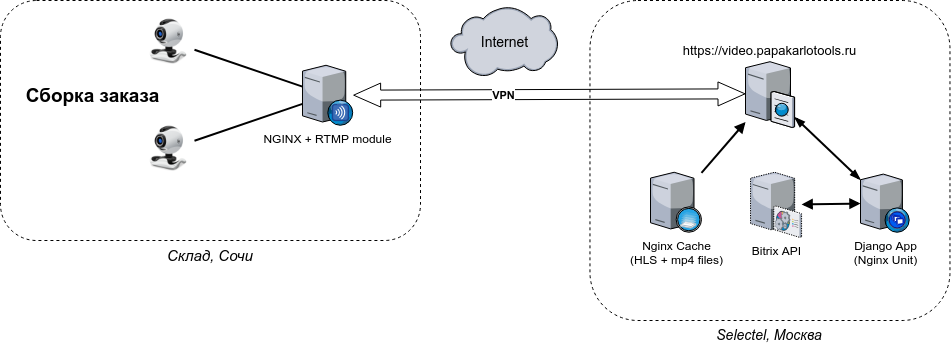 Internet
https://video.papakarlotools.ru
Сборка заказа
VPN
NGINX + RTMP module
Nginx Cache
(HLS + mp4 files)
Bitrix API
Django App
(Nginx Unit)
Склад, Сочи
Selectel, Москва